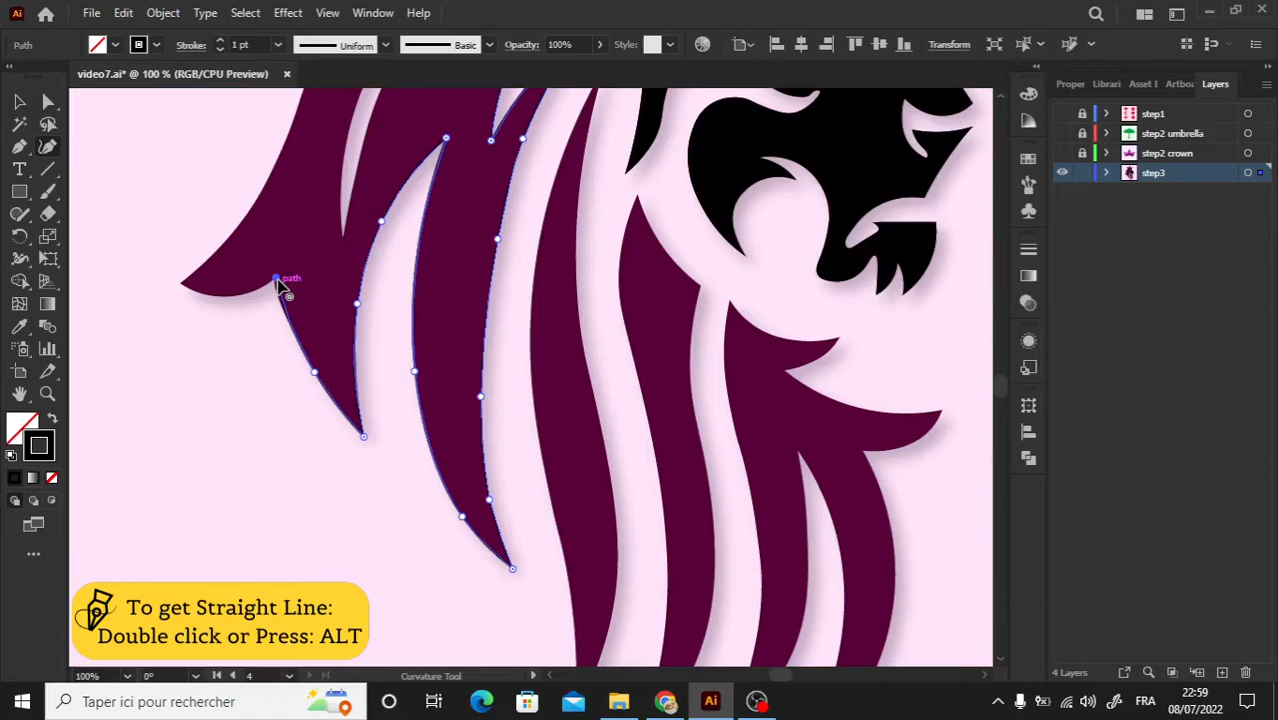 Ai File Edit Object Type Select Effect View Window Help
Path Stroke: 1 pt Uniform Basic Opacity: 100% Style: Transform
video7.ai* @ 100 % (RGB/CPU Preview)
Proper Librari Asset E Artboa Layers
step1
step2 umbrella
step2 crown
step3
path
To get Straight Line:
Double click or Press: ALT
100% 0° 4 Curvature Tool 4 Layers
Taper ici pour rechercher Ai FRA 22:59
08/07/2022